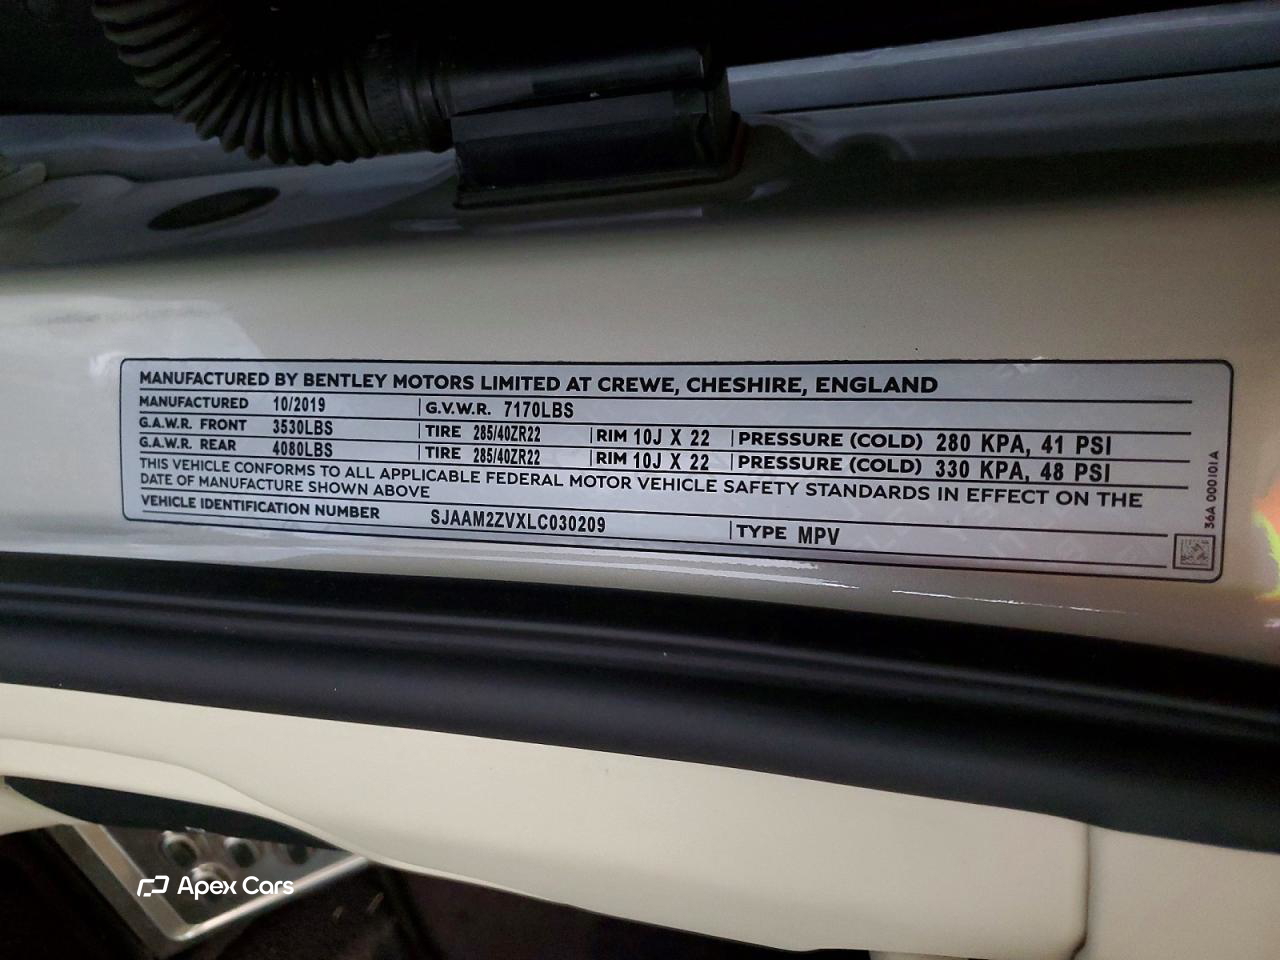 MANUFACTURED BY BENTLEY MOTORS LIMITED AT CREWE, CHESHIRE, ENGLAND
MANUFACTURED 10/2019 G.V.W.R. 7170LBS
G.A.W.R. FRONT 3530LBS TIRE 285/40ZR22 RIM 10J X 22 PRESSURE (COLD) 280 KPA, 41 PSI
G.A.W.R. REAR 4080LBS TIRE 285/40ZR22 RIM 10J X 22 PRESSURE (COLD) 330 KPA, 48 PSI
THIS VEHICLE CONFORMS TO ALL APPLICABLE FEDERAL MOTOR VEHICLE SAFETY STANDARDS IN EFFECT ON THE
DATE OF MANUFACTURE SHOWN ABOVE
VEHICLE IDENTIFICATION NUMBER SJAAM2ZVXLC030209 TYPE MPV
36A 000101A
Apex Cars